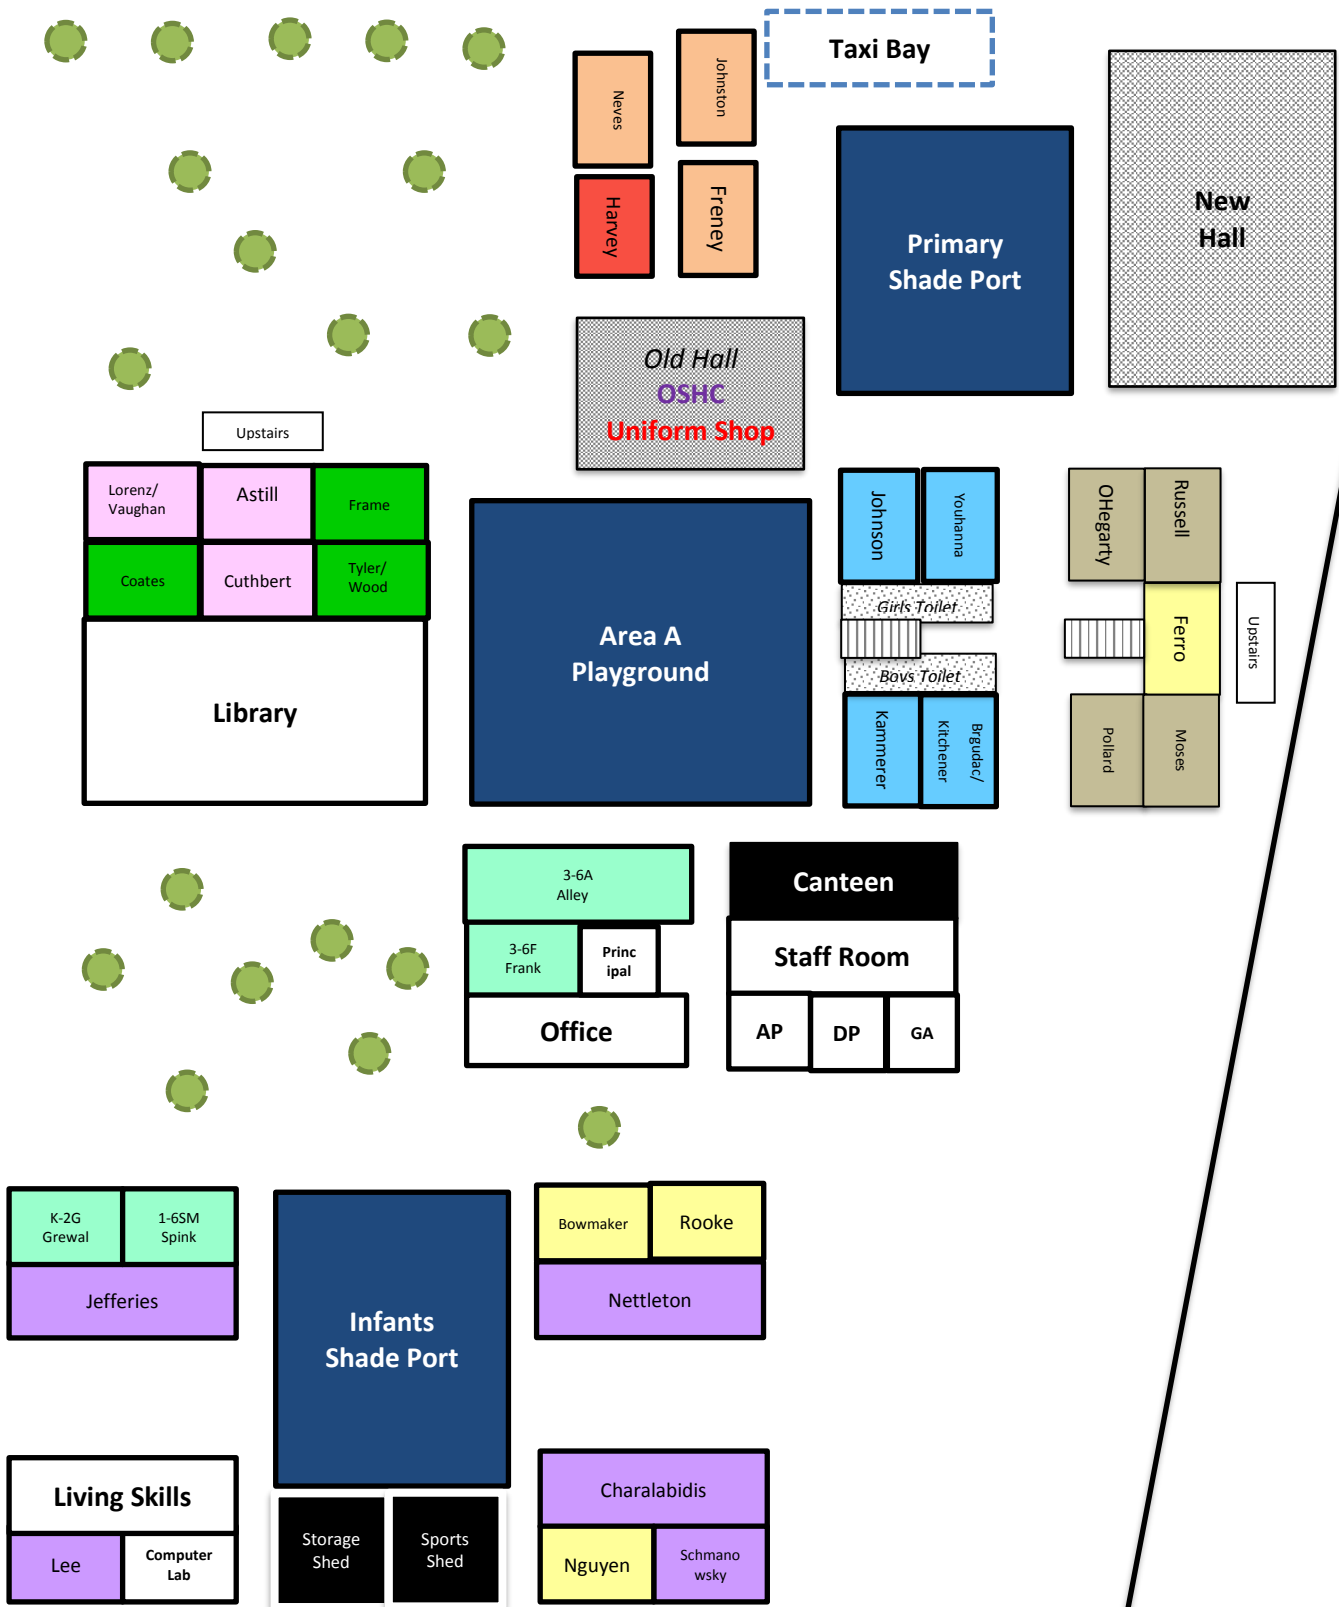 Taxi Bay
Neves
Johnston
Harvey
Freney
Primary
Shade Port
New
Hall
Old Hall
OSHC
Uniform Shop
Upstairs
Lorenz/
Vaughan
Astill
Frame
Coates
Cuthbert
Tyler/
Wood
Library
Area A
Playground
Johnson
Youhanna
Girls Toilet
Boys Toilet
Kammerer
Brgudac/
Kitchener
OHegarty
Russell
Ferro
Upstairs
Pollard
Moses
3-6A
Alley
3-6F
Frank
Princ
ipal
Office
Canteen
Staff Room
AP
DP
GA
K-2G
Grewal
1-6SM
Spink
Jefferies
Infants
Shade Port
Bowmaker
Rooke
Nettleton
Living Skills
Lee
Computer
Lab
Storage
Shed
Sports
Shed
Charalabidis
Nguyen
Schmano
wsky